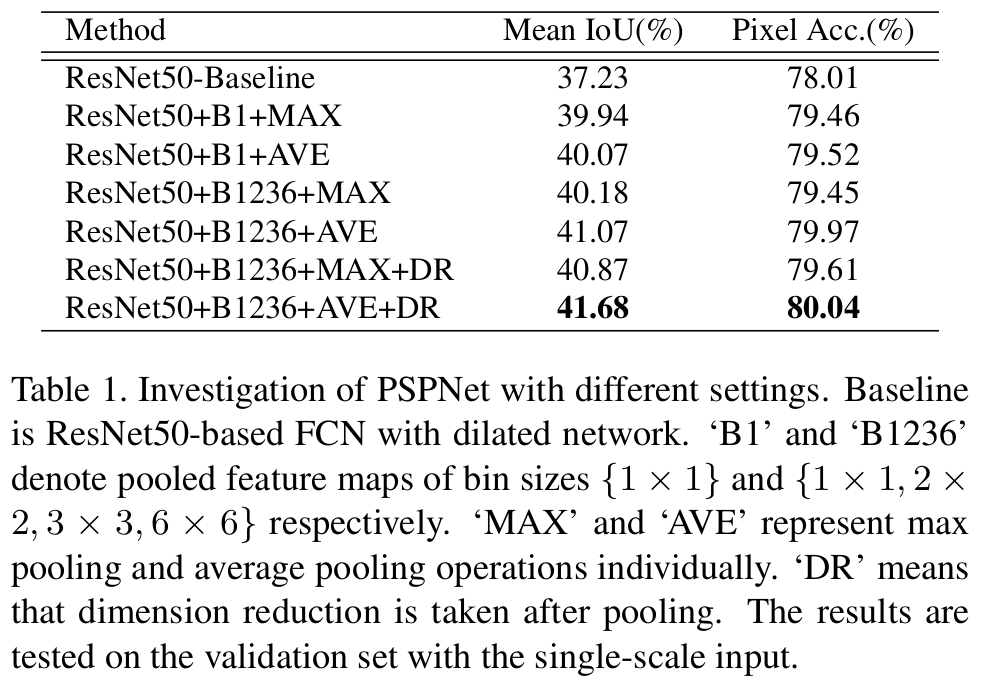 Method Mean IoU(%) Pixel Acc.(%)
ResNet50-Baseline 37.23 78.01
ResNet50+B1+MAX 39.94 79.46
ResNet50+B1+AVE 40.07 79.52
ResNet50+B1236+MAX 40.18 79.45
ResNet50+B1236+AVE 41.07 79.97
ResNet50+B1236+MAX+DR 40.87 79.61
ResNet50+B1236+AVE+DR 41.68 80.04
Table 1. Investigation of PSPNet with different settings. Baseline
is ResNet50-based FCN with dilated network. ‘B1’ and ‘B1236’
denote pooled feature maps of bin sizes {1 × 1} and {1 × 1, 2 ×
2, 3 × 3, 6 × 6} respectively. ‘MAX’ and ‘AVE’ represent max
pooling and average pooling operations individually. ‘DR’ means
that dimension reduction is taken after pooling. The results are
tested on the validation set with the single-scale input.